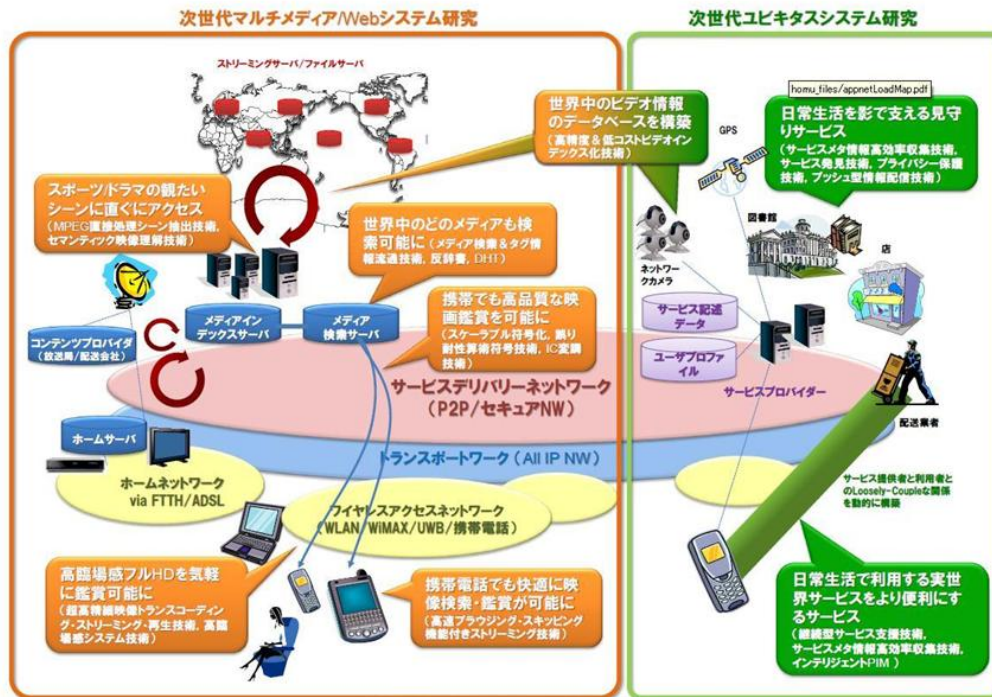 次世代マルチメディア/Webシステム研究
次世代ユビキタスシステム研究
ストリーミングサーバ/ファイルサーバ
世界中のビデオ情報
のデータベースを構築
(高精度&低コストビデオイン
デックス化技術)
homu_files/appnetLoadMap.pdf
GPS
日常生活を影で支える見守
りサービス
(サービスメタ情報高効率収集技術,
サービス発見技術, プライバシー保護
技術, プッシュ型情報配信技術)
スポーツ/ドラマの観たい
シーンに直ぐにアクセス
(MPEG直接処理シーン抽出技術,
セマンティック映像理解技術)
世界中のどのメディアも検
索可能に(メディア検索&タグ情
報流通技術, 反辞書, DHT)
図書館
店
ネットワー
クカメラ
携帯でも高品質な映
画鑑賞を可能に
(スケーラブル符号化, 誤り
耐性算術符号技術, IC変調
技術)
メディアイン
デックスサーバ
メディア
検索サーバ
コンテンツプロバイダ
(放送局/配送会社)
サービス記述
データ
ユーザプロファ
イル
サービスプロバイダー
サービスデリバリーネットワーク
(P2P/セキュアNW)
配送業者
ホームサーバ
トランスポートワーク(All IP NW)
ホームネットワーク
via FTTH/ADSL
サービス提供者と利用者と
のLoosely-Coupleな関係
を動的に構築
ワイヤレスアクセスネットワーク
(WLAN/WiMAX/UWB/携帯電話)
高臨場感フルHDを気軽
に鑑賞可能に
(超高精細映像トランスコーディン
グ・ストリーミング・再生技術, 高臨
場感システム技術)
携帯電話でも快適に映
像検索・鑑賞が可能に
(高速ブラウジング・スキッピング
機能付きストリーミング技術)
日常生活で利用する実世
界サービスをより便利にす
るサービス
(継続型サービス支援技術,
サービスメタ情報高効率収集技術,
インテリジェントPIM )